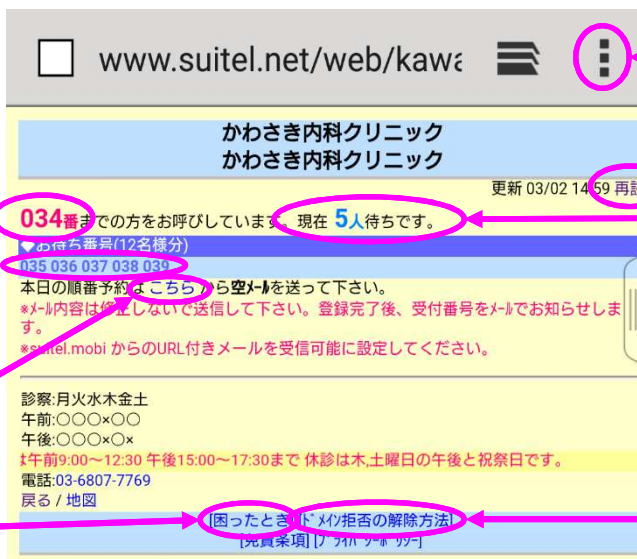 www.suitel.net/web/kawa
かわさき内科クリニック
かわさき内科クリニック
更新 03/02 14:59 再読
034番までの方をお呼びしています。現在 5人待ちです。
◆お待ち番号(12名様分)
035 036 037 038 039
本日の順番予約は こちら から空ﾒｰﾙを送って下さい。
*ﾒｰﾙ内容は修正しないで送信して下さい。登録完了後、受付番号をﾒｰﾙでお知らせしま
す。
*suitel.mobi からのURL付きメールを受信可能に設定してください。
診察:月火水木金土
午前:○○○×○○
午後:○○○×○×
午前9:00～12:30 午後15:00～17:30まで 休診は木,土曜日の午後と祝祭日です。
電話:03-6807-7769
戻る / 地図
[困ったとき] [ﾄﾞﾒｲﾝ拒否の解除方法]
[免責条項] [ﾌﾟﾗｲﾊﾞｼｰﾎﾟﾘｼｰ]